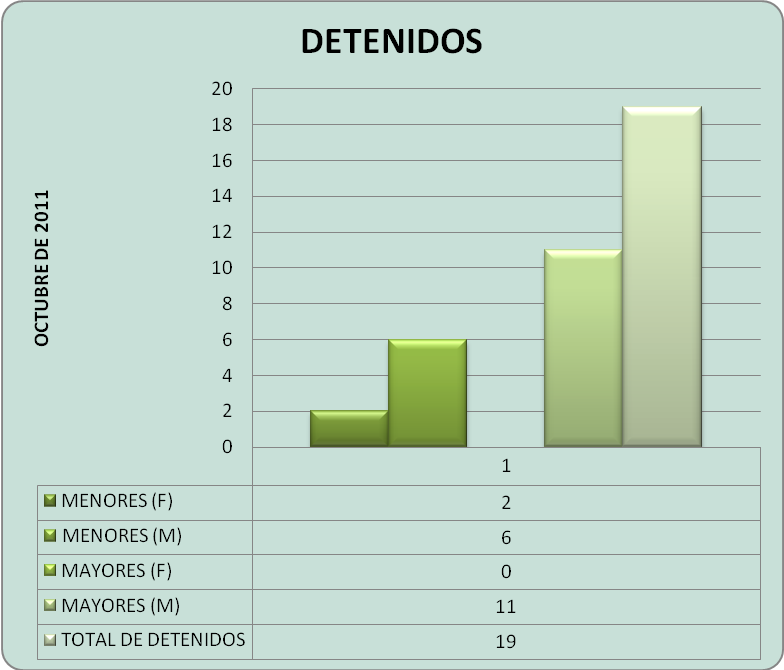 DETENIDOS
OCTUBRE DE 2011
20
18
16
14
12
10
8
6
4
2
0
1
MENORES (F) 2
MENORES (M) 6
MAYORES (F) 0
MAYORES (M) 11
TOTAL DE DETENIDOS 19